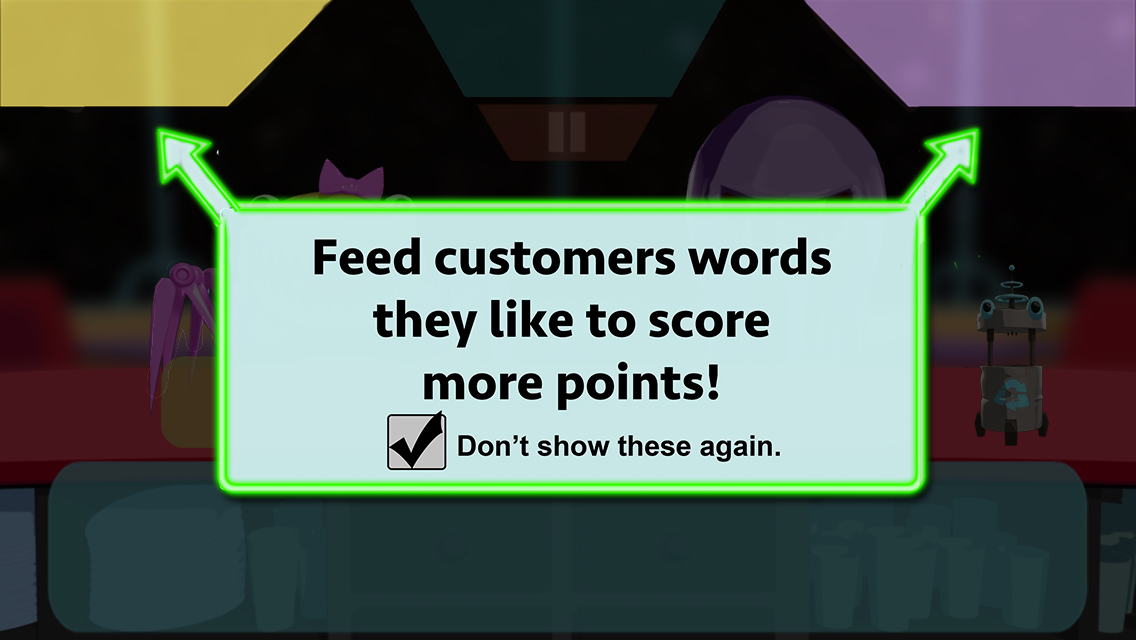 Feed customers words
they like to score
more points!
Don’t show these again.